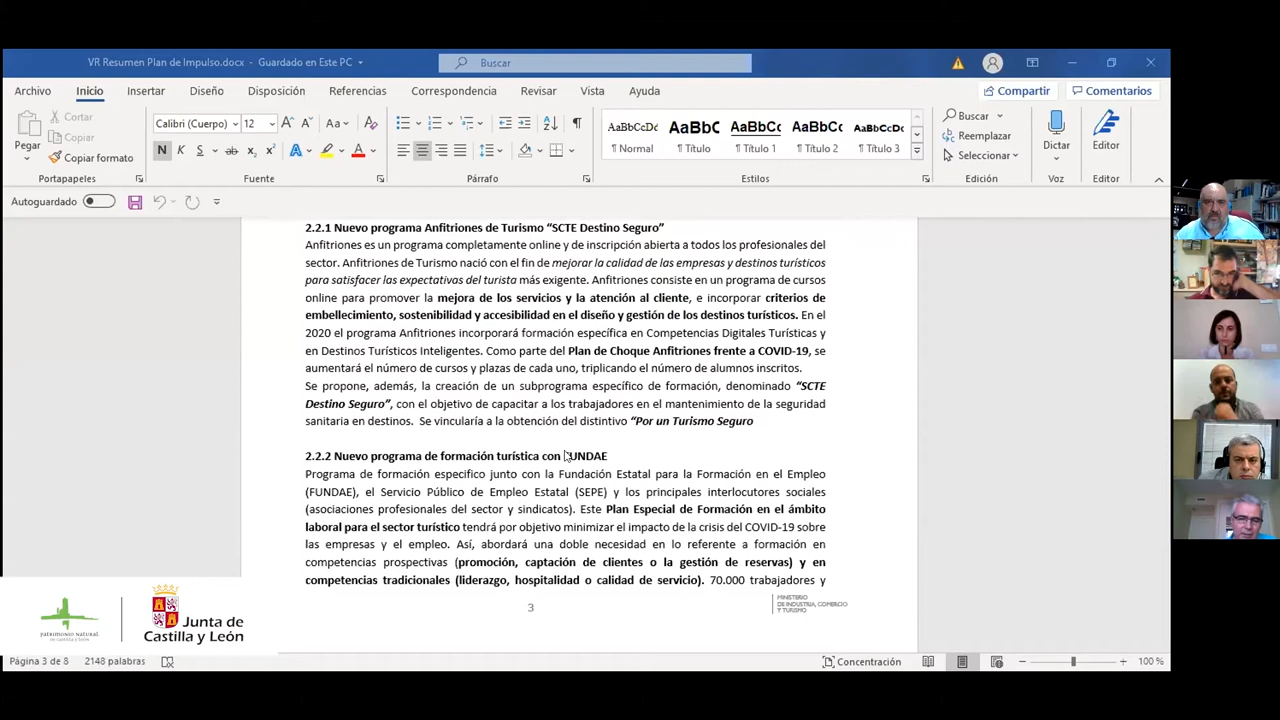 VR Resumen Plan de Impulso.docx - Guardado en Este PC
Buscar
Archivo Inicio Insertar Diseño Disposición Referencias Correspondencia Revisar Vista Ayuda Compartir Comentarios
Pegar
Cortar
Copiar
Copiar formato
Calibri (Cuerpo) 12 Aa
N K S ab x₂ x² A A
AaBbCcDd AaBbC AaBbCc AaBbCcD AaBbCcDc
¶ Normal ¶ Título ¶ Título 1 ¶ Título 2 ¶ Título 3
Buscar
Reemplazar
Seleccionar
Dictar
Editor
Portapapeles Fuente Párrafo Estilos Edición Voz Editor
Autoguardado
2.2.1 Nuevo programa Anfitriones de Turismo “SCTE Destino Seguro”
Anfitriones es un programa completamente online y de inscripción abierta a todos los profesionales del
sector. Anfitriones de Turismo nació con el fin de mejorar la calidad de las empresas y destinos turísticos
para satisfacer las expectativas del turista más exigente. Anfitriones consiste en un programa de cursos
online para promover la mejora de los servicios y la atención al cliente, e incorporar criterios de
embellecimiento, sostenibilidad y accesibilidad en el diseño y gestión de los destinos turísticos. En el
2020 el programa Anfitriones incorporará formación específica en Competencias Digitales Turísticas y
en Destinos Turísticos Inteligentes. Como parte del Plan de Choque Anfitriones frente a COVID-19, se
aumentará el número de cursos y plazas de cada uno, triplicando el número de alumnos inscritos.
Se propone, además, la creación de un subprograma específico de formación, denominado “SCTE
Destino Seguro”, con el objetivo de capacitar a los trabajadores en el mantenimiento de la seguridad
sanitaria en destinos. Se vincularía a la obtención del distintivo “Por un Turismo Seguro
2.2.2 Nuevo programa de formación turística con FUNDAE
Programa de formación especifico junto con la Fundación Estatal para la Formación en el Empleo
(FUNDAE), el Servicio Público de Empleo Estatal (SEPE) y los principales interlocutores sociales
(asociaciones profesionales del sector y sindicatos). Este Plan Especial de Formación en el ámbito
laboral para el sector turístico tendrá por objetivo minimizar el impacto de la crisis del COVID-19 sobre
las empresas y el empleo. Así, abordará una doble necesidad en lo referente a formación en
competencias prospectivas (promoción, captación de clientes o la gestión de reservas) y en
competencias tradicionales (liderazgo, hospitalidad o calidad de servicio). 70.000 trabajadores y
3
MINISTERIO
DE INDUSTRIA, COMERCIO
Y TURISMO
PATRIMONIO NATURAL
de castilla y león
Junta de
Castilla y León
Página 3 de 8 2148 palabras Concentración 100 %